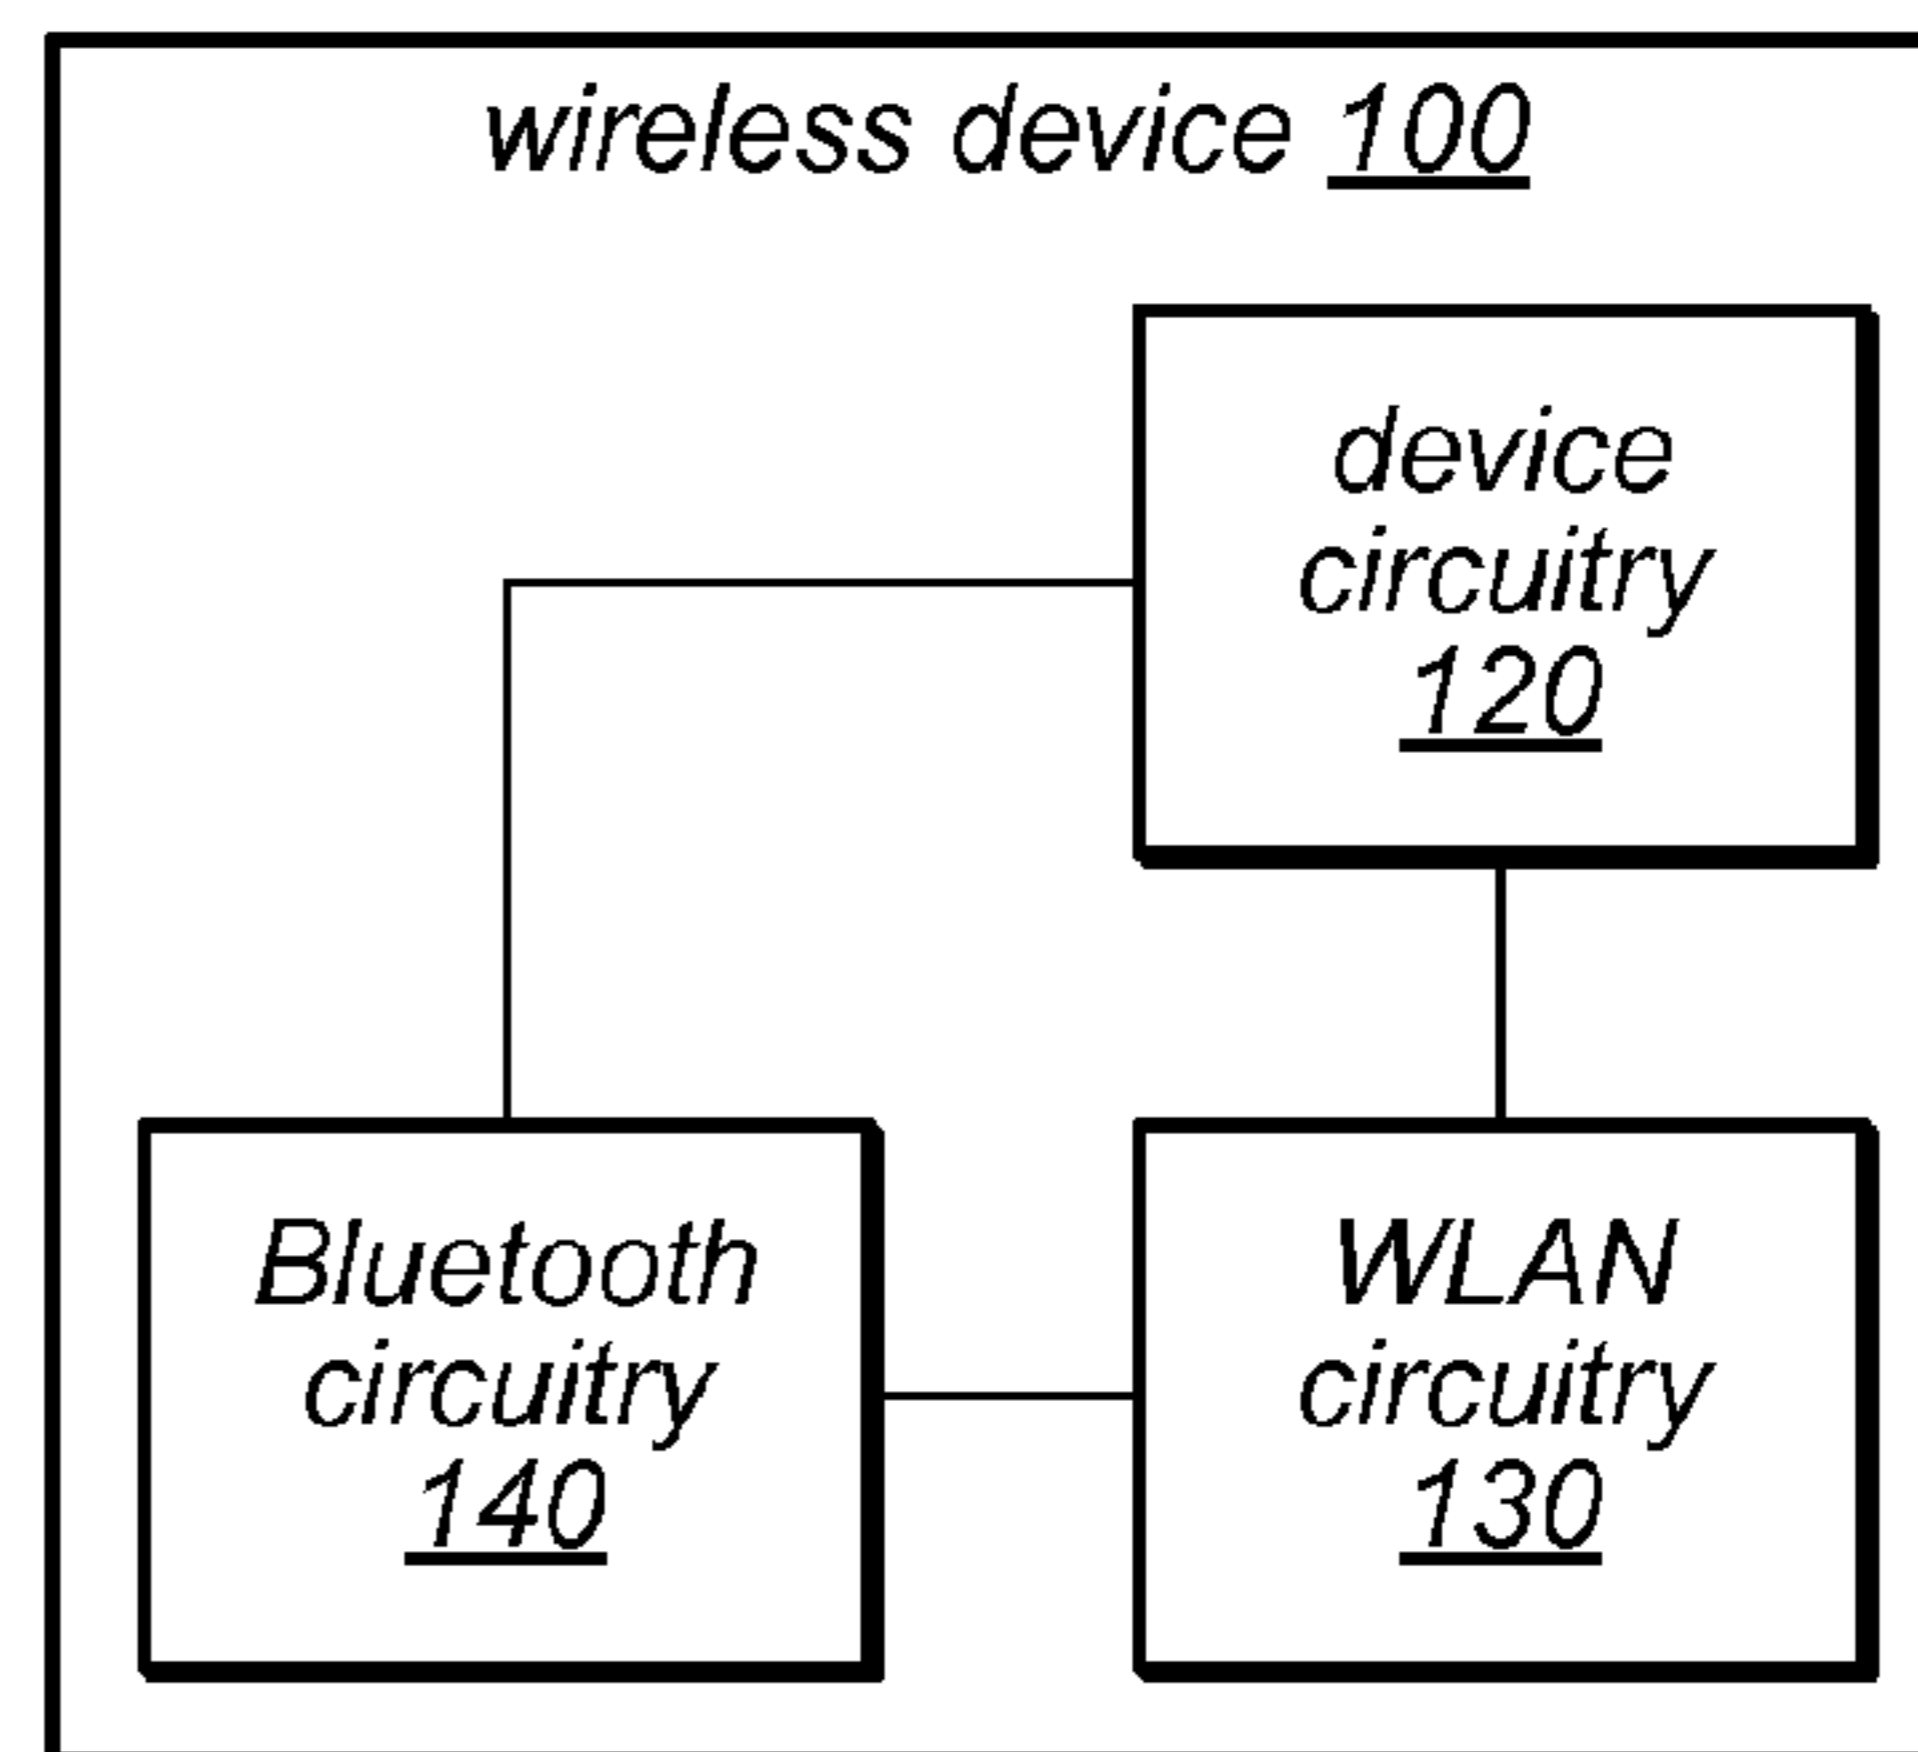 wireless device 100
device
circuitry
120
Bluetooth
circuitry
140
WLAN
circuitry
130